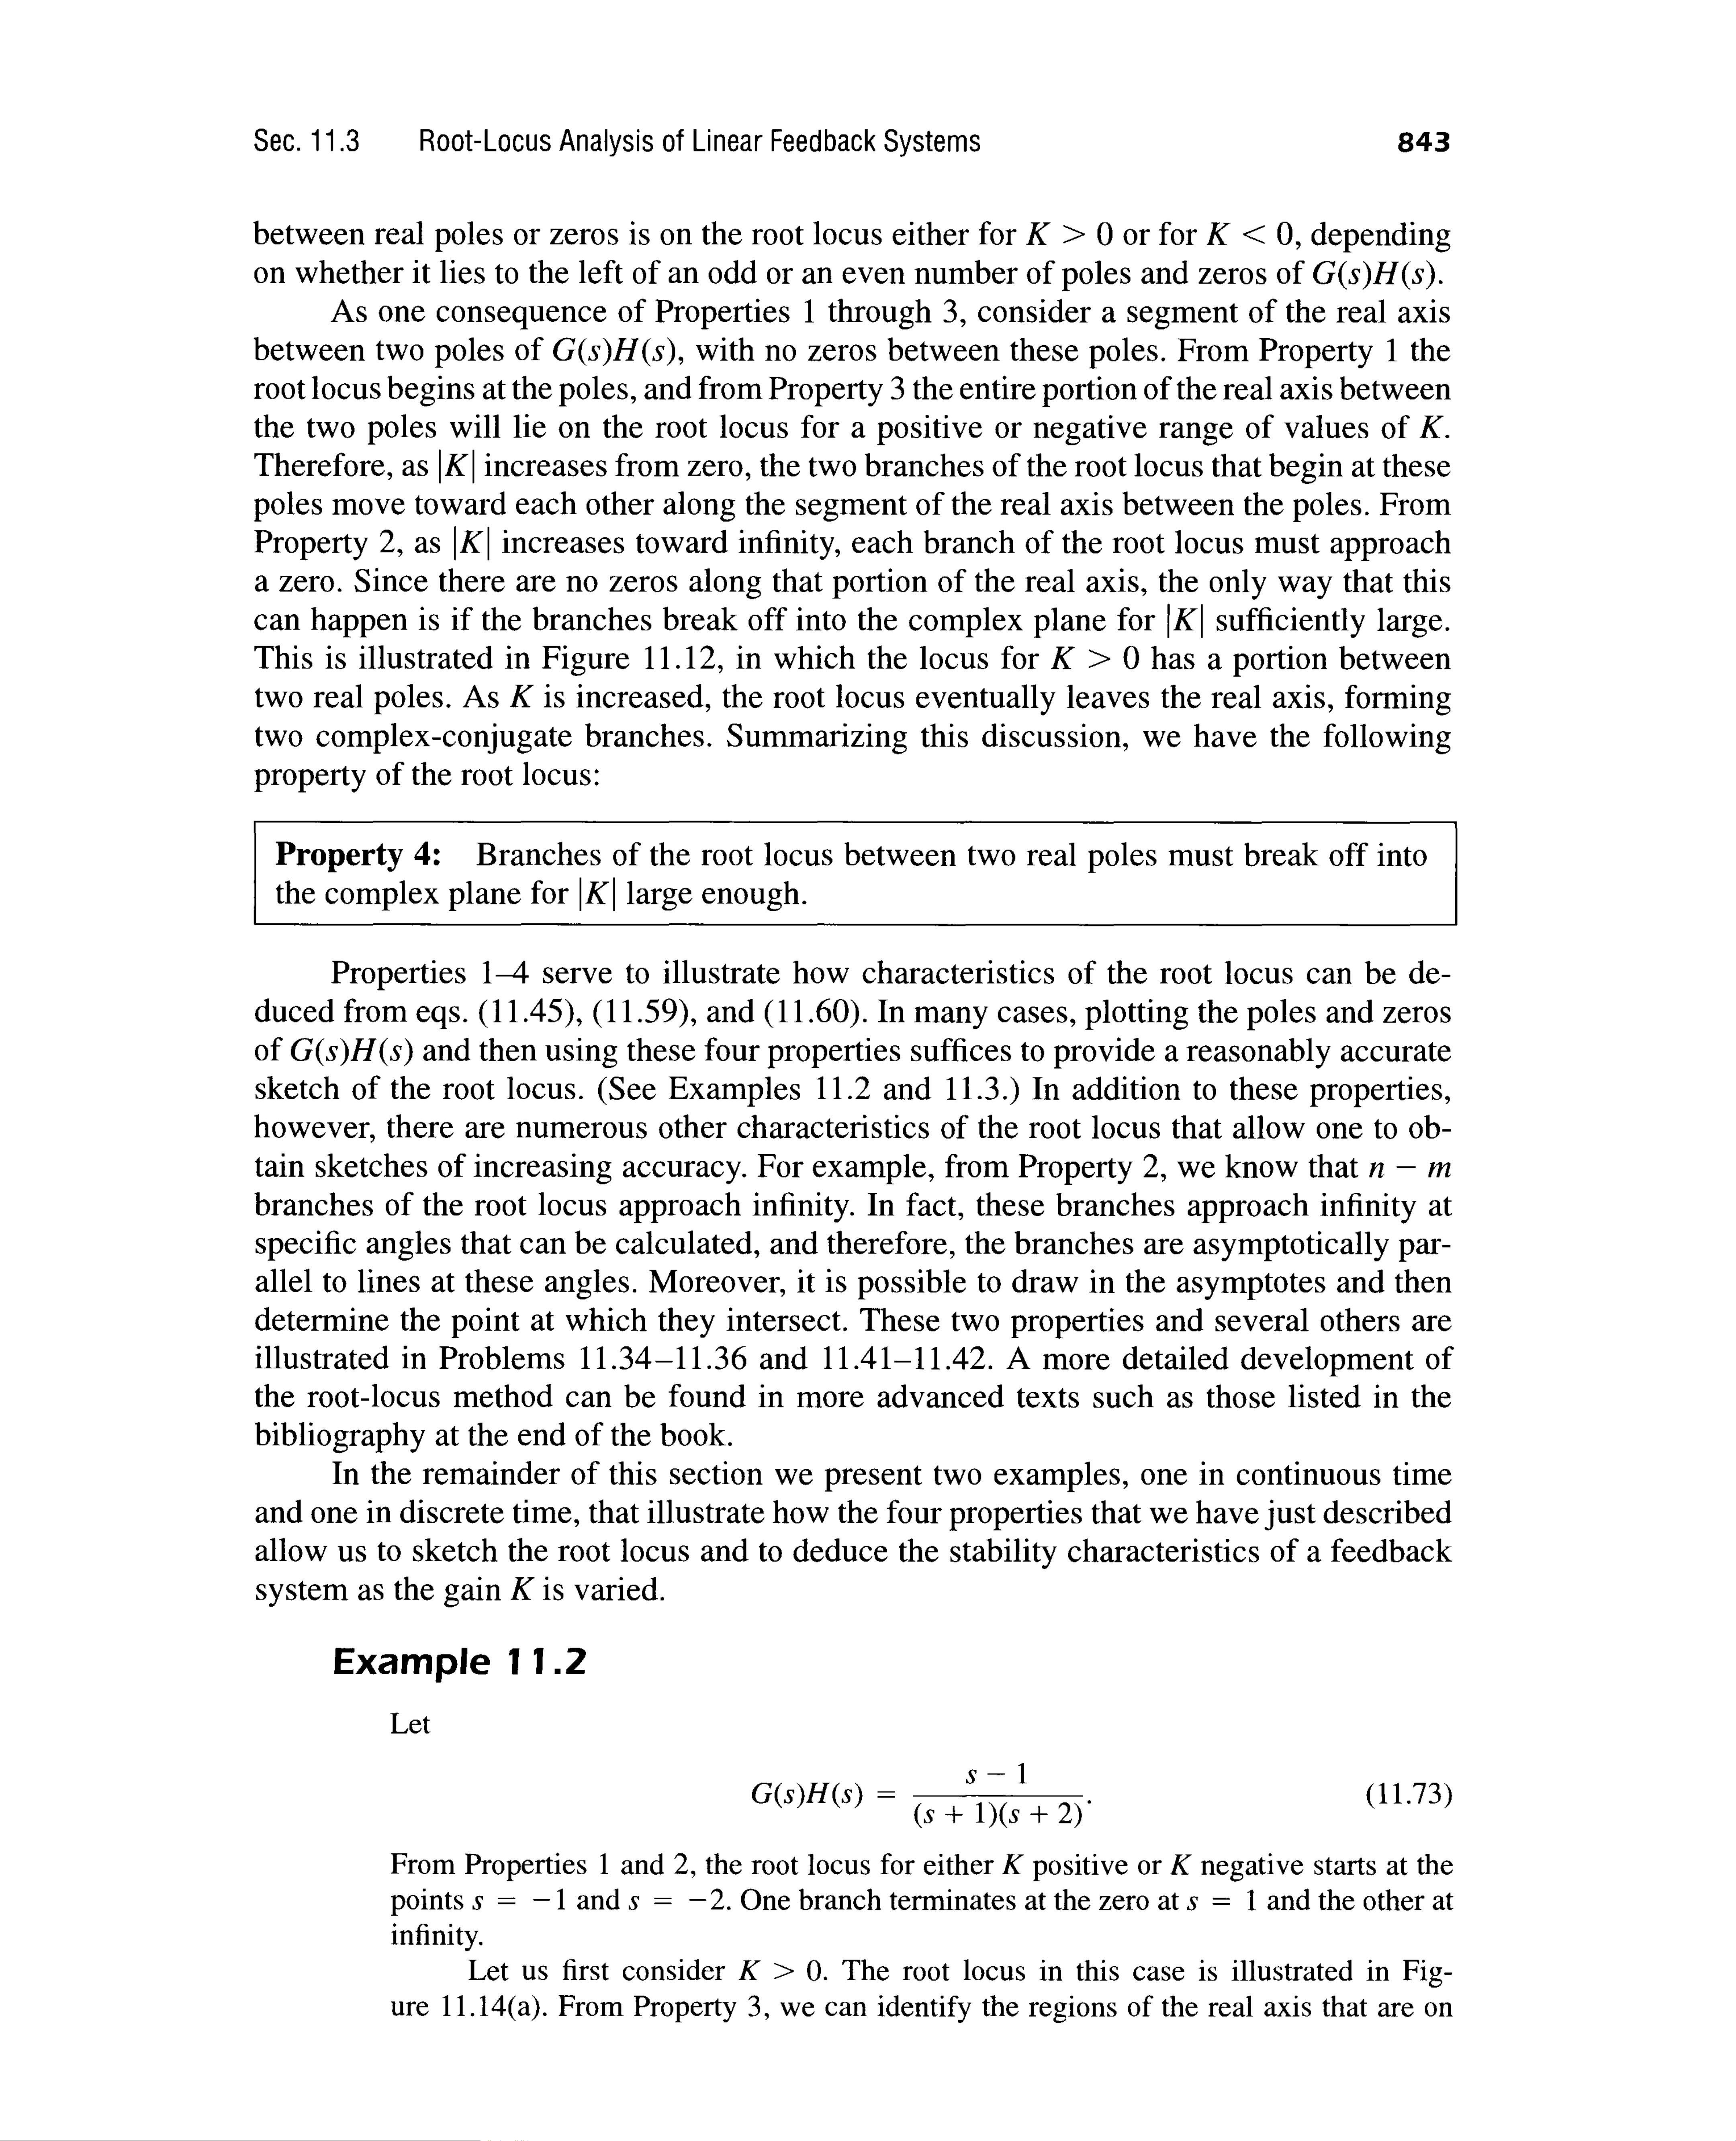 Sec. 11.3 Root-Locus Analysis of Linear Feedback Systems 843
between real poles or zeros is on the root locus either for K > 0 or for K < 0, depending
on whether it lies to the left of an odd or an even number of poles and zeros of G(s)H(s).
As one consequence of Properties 1 through 3, consider a segment of the real axis
between two poles of G(s)H(s), with no zeros between these poles. From Property 1 the
root locus begins at the poles, and from Property 3 the entire portion of the real axis between
the two poles will lie on the root locus for a positive or negative range of values of K.
Therefore, as |K| increases from zero, the two branches of the root locus that begin at these
poles move toward each other along the segment of the real axis between the poles. From
Property 2, as |K| increases toward infinity, each branch of the root locus must approach
a zero. Since there are no zeros along that portion of the real axis, the only way that this
can happen is if the branches break off into the complex plane for |K| sufficiently large.
This is illustrated in Figure 11.12, in which the locus for K > 0 has a portion between
two real poles. As K is increased, the root locus eventually leaves the real axis, forming
two complex-conjugate branches. Summarizing this discussion, we have the following
property of the root locus:
Property 4: Branches of the root locus between two real poles must break off into
the complex plane for |K| large enough.
Properties 1–4 serve to illustrate how characteristics of the root locus can be de-
duced from eqs. (11.45), (11.59), and (11.60). In many cases, plotting the poles and zeros
of G(s)H(s) and then using these four properties suffices to provide a reasonably accurate
sketch of the root locus. (See Examples 11.2 and 11.3.) In addition to these properties,
however, there are numerous other characteristics of the root locus that allow one to ob-
tain sketches of increasing accuracy. For example, from Property 2, we know that n − m
branches of the root locus approach infinity. In fact, these branches approach infinity at
specific angles that can be calculated, and therefore, the branches are asymptotically par-
allel to lines at these angles. Moreover, it is possible to draw in the asymptotes and then
determine the point at which they intersect. These two properties and several others are
illustrated in Problems 11.34–11.36 and 11.41–11.42. A more detailed development of
the root-locus method can be found in more advanced texts such as those listed in the
bibliography at the end of the book.
In the remainder of this section we present two examples, one in continuous time
and one in discrete time, that illustrate how the four properties that we have just described
allow us to sketch the root locus and to deduce the stability characteristics of a feedback
system as the gain K is varied.
Example 11.2
Let
G(s)H(s) = (s − 1)/((s + 1)(s + 2)). (11.73)
From Properties 1 and 2, the root locus for either K positive or K negative starts at the
points s = −1 and s = −2. One branch terminates at the zero at s = 1 and the other at
infinity.
Let us first consider K > 0. The root locus in this case is illustrated in Fig-
ure 11.14(a). From Property 3, we can identify the regions of the real axis that are on